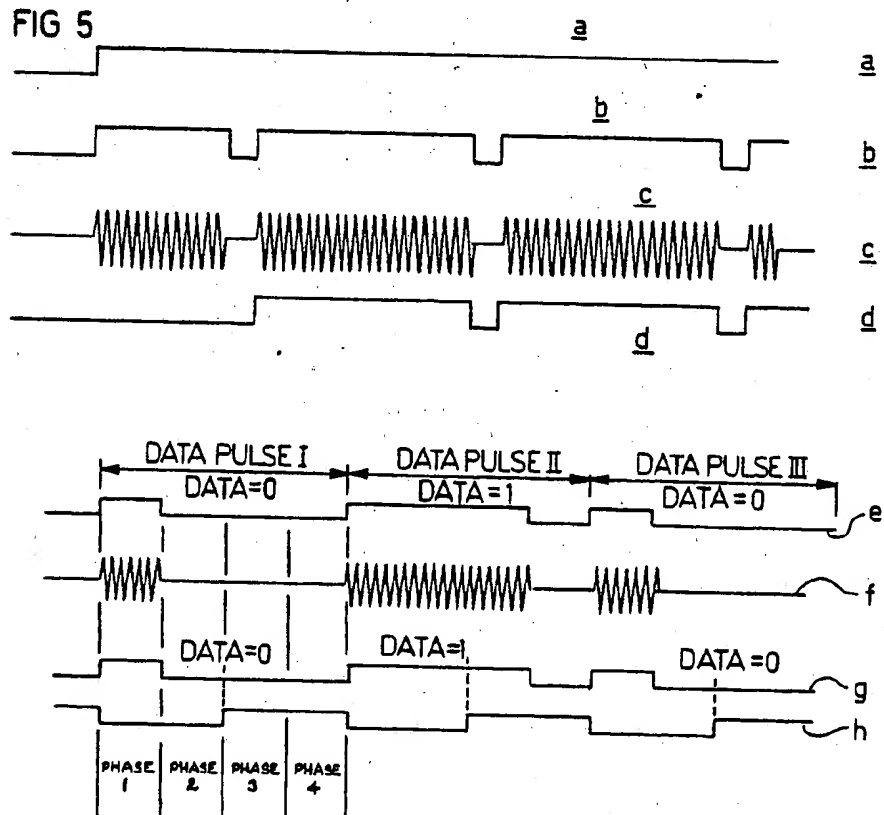 FIG 5
a
a
b
b
c
c
d
d
DATA PULSE I
DATA PULSE II
DATA PULSE III
DATA=0
DATA=1
DATA=0
e
f
DATA=0
DATA=1
DATA=0
g
h
PHASE 1
PHASE 2
PHASE 3
PHASE 4